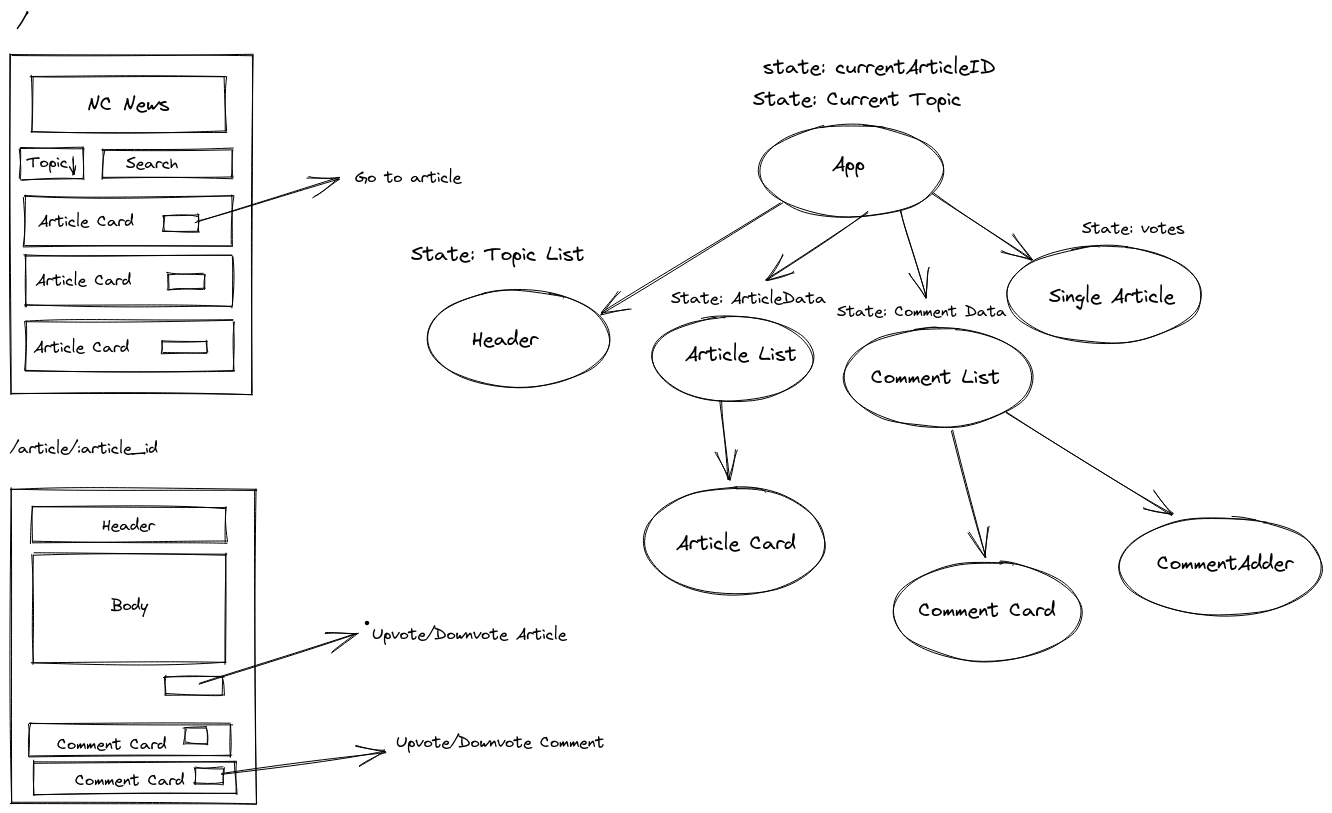 /
NC News
Topic
Search
Article Card
Go to article
Article Card
Article Card
/article/:article_id
Header
Body
Upvote/Downvote Article
Comment Card
Comment Card
Upvote/Downvote Comment
state: currentArticleID
State: Current Topic
App
State: Topic List
Header
State: ArticleData
Article List
State: Comment Data
Comment List
State: votes
Single Article
Article Card
Comment Card
CommentAdder